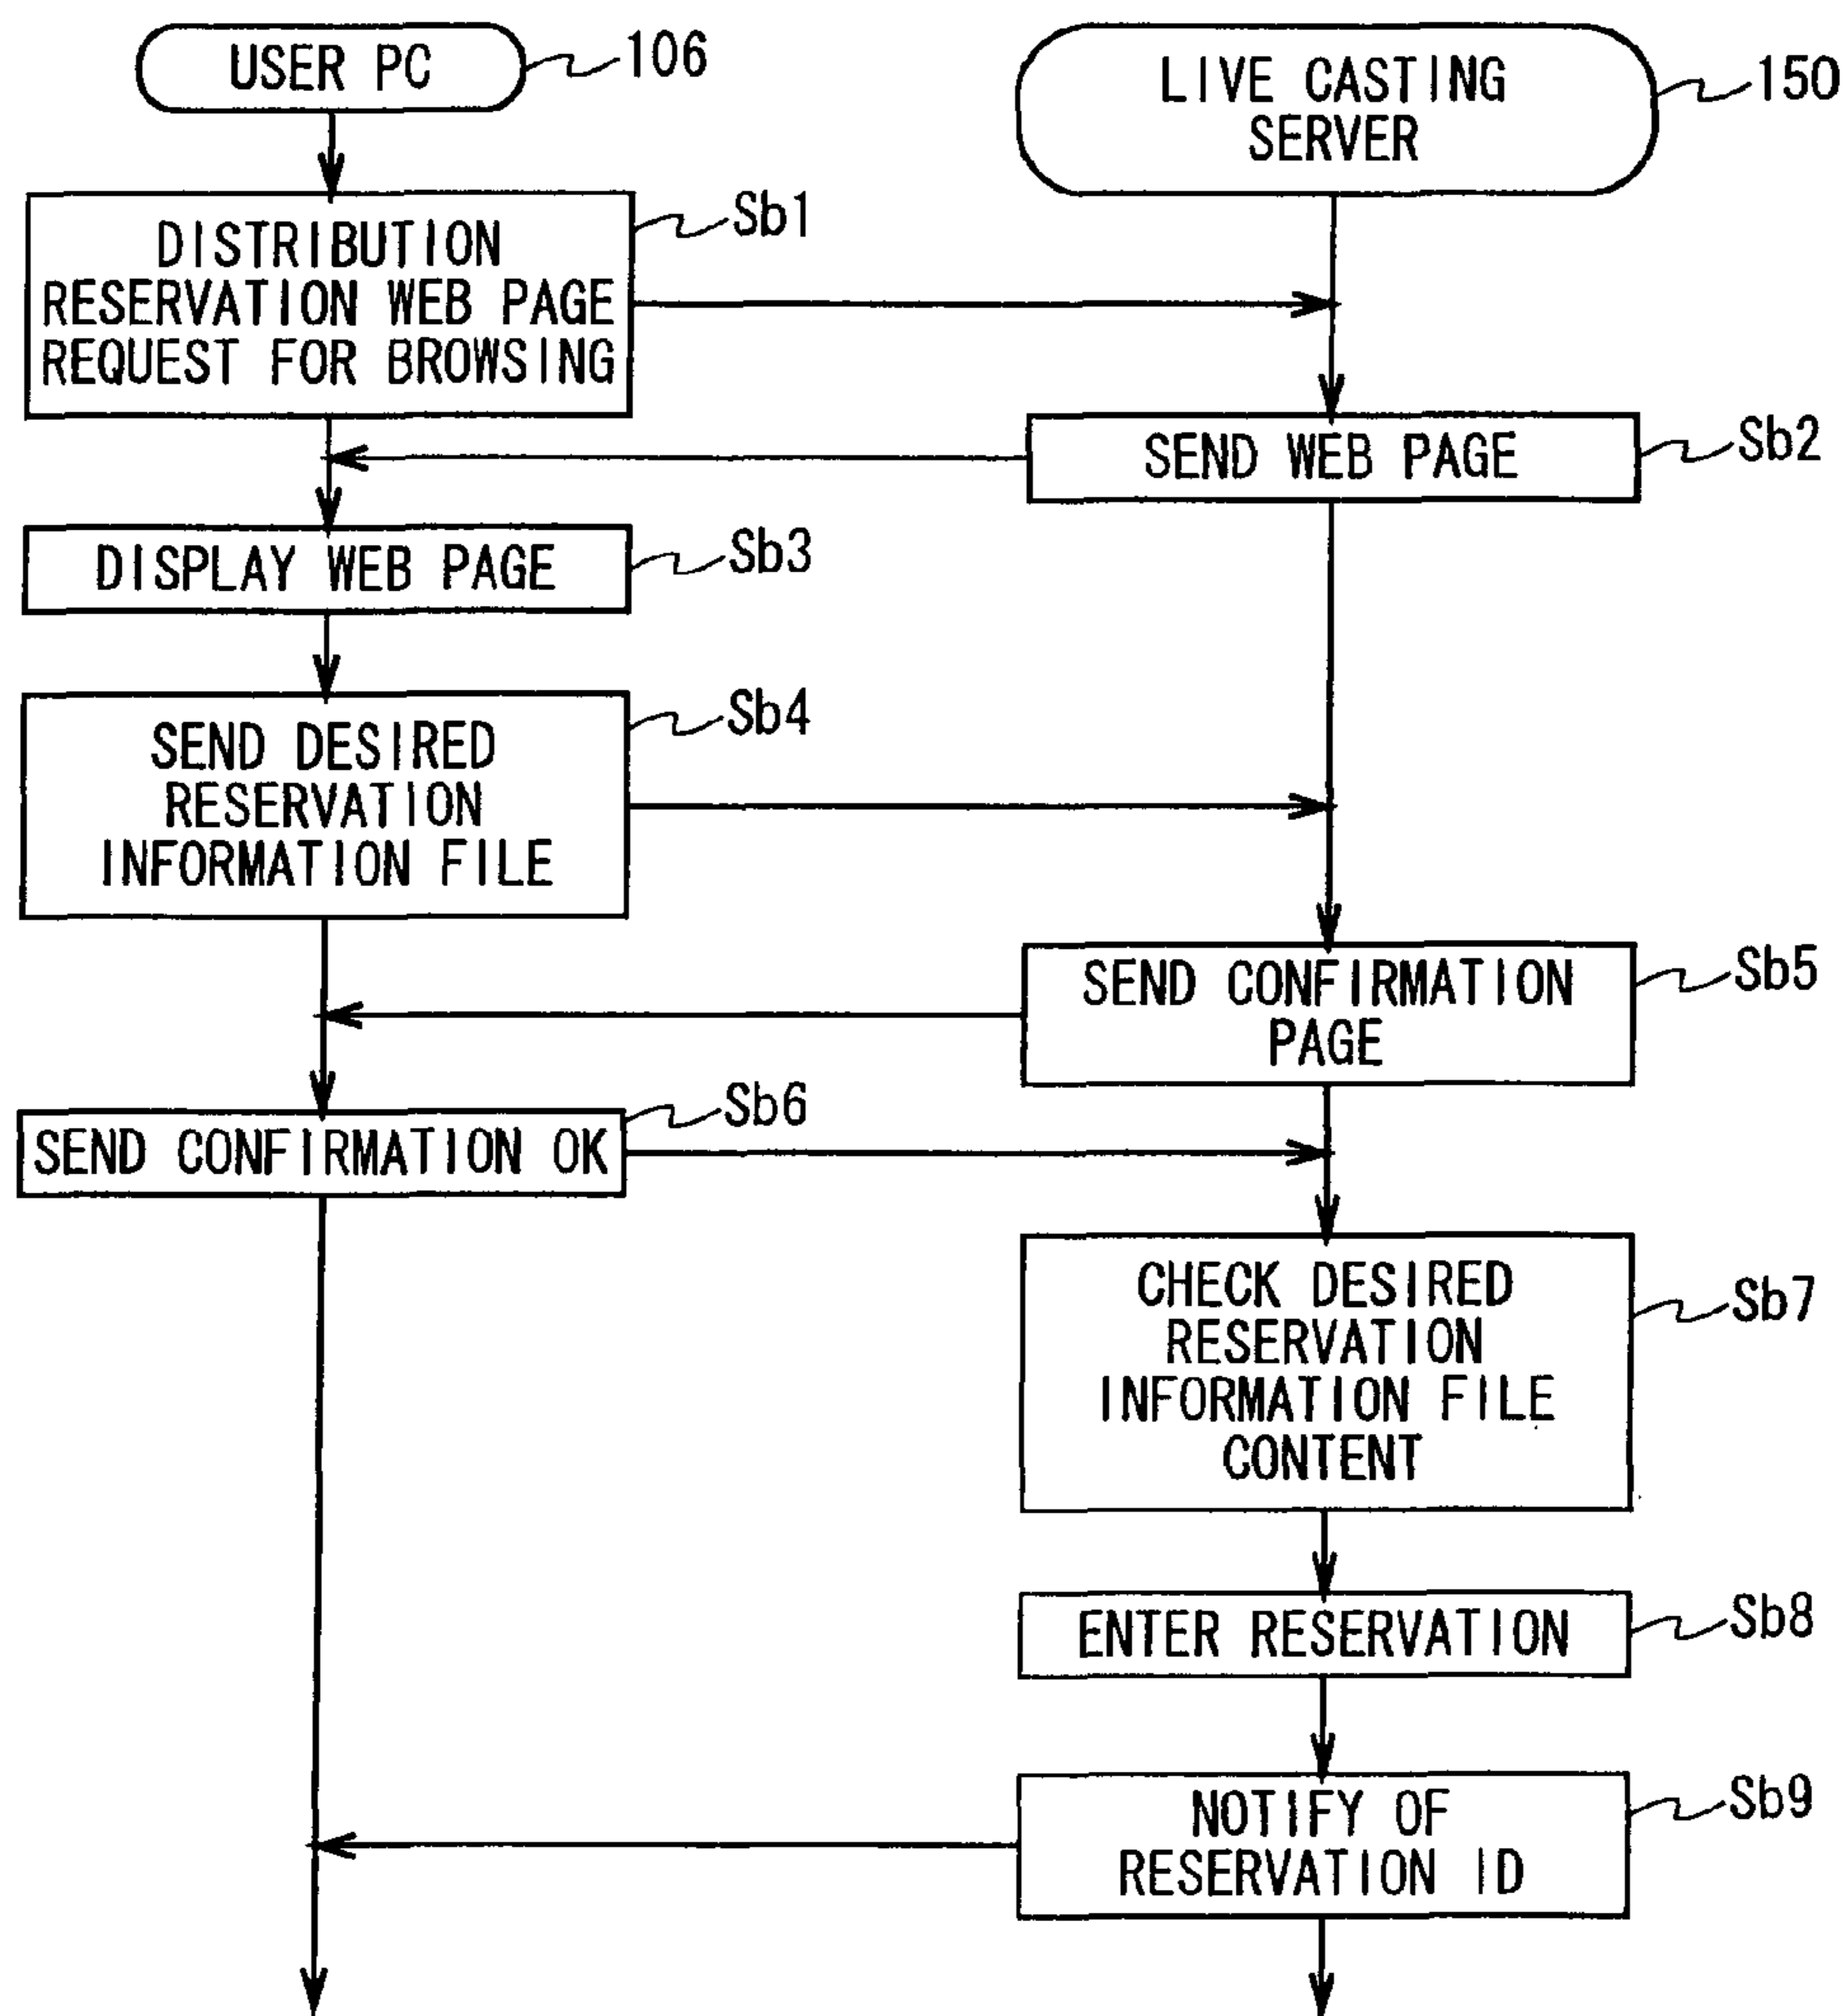 USER PC
106
LIVE CASTING
SERVER
150
DISTRIBUTION
RESERVATION WEB PAGE
REQUEST FOR BROWSING
Sb1
SEND WEB PAGE
Sb2
DISPLAY WEB PAGE
Sb3
SEND DESIRED
RESERVATION
INFORMATION FILE
Sb4
SEND CONFIRMATION
PAGE
Sb5
SEND CONFIRMATION OK
Sb6
CHECK DESIRED
RESERVATION
INFORMATION FILE
CONTENT
Sb7
ENTER RESERVATION
Sb8
NOTIFY OF
RESERVATION ID
Sb9